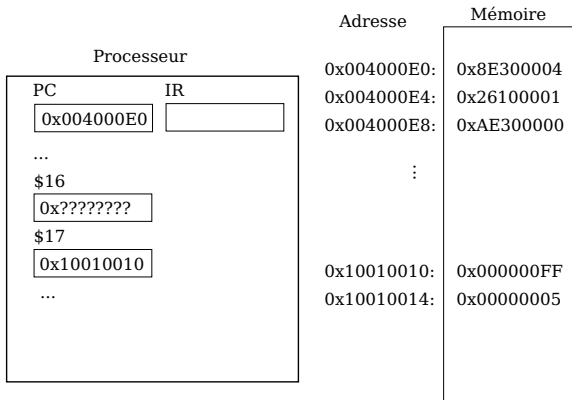 Processeur
PC IR
0x004000E0
...
$16
0x????????
$17
0x10010010
...
Adresse Mémoire
0x004000E0: 0x8E300004
0x004000E4: 0x26100001
0x004000E8: 0xAE300000
⋮
0x10010010: 0x000000FF
0x10010014: 0x00000005